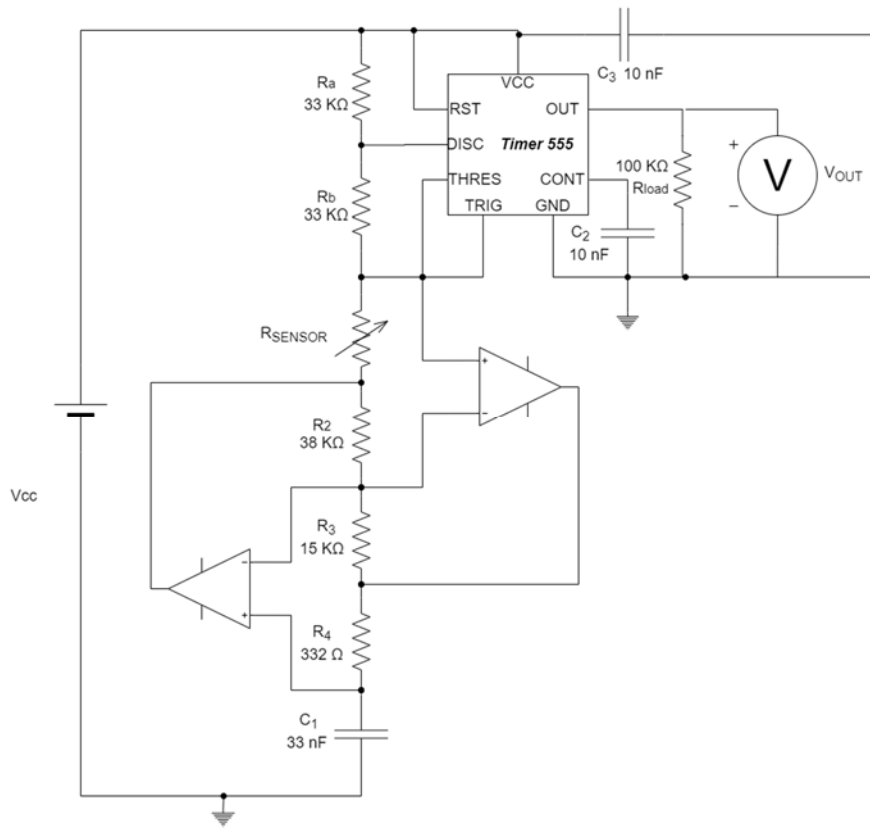 C3 10 nF
Ra
33 KΩ
VCC
RST
OUT
DISC
Timer 555
THRES
CONT
TRIG
GND
100 KΩ
Rload
+
V
−
VOUT
Rb
33 KΩ
C2
10 nF
RSENSOR
+
−
R2
38 KΩ
Vcc
R3
15 KΩ
−
+
R4
332 Ω
C1
33 nF